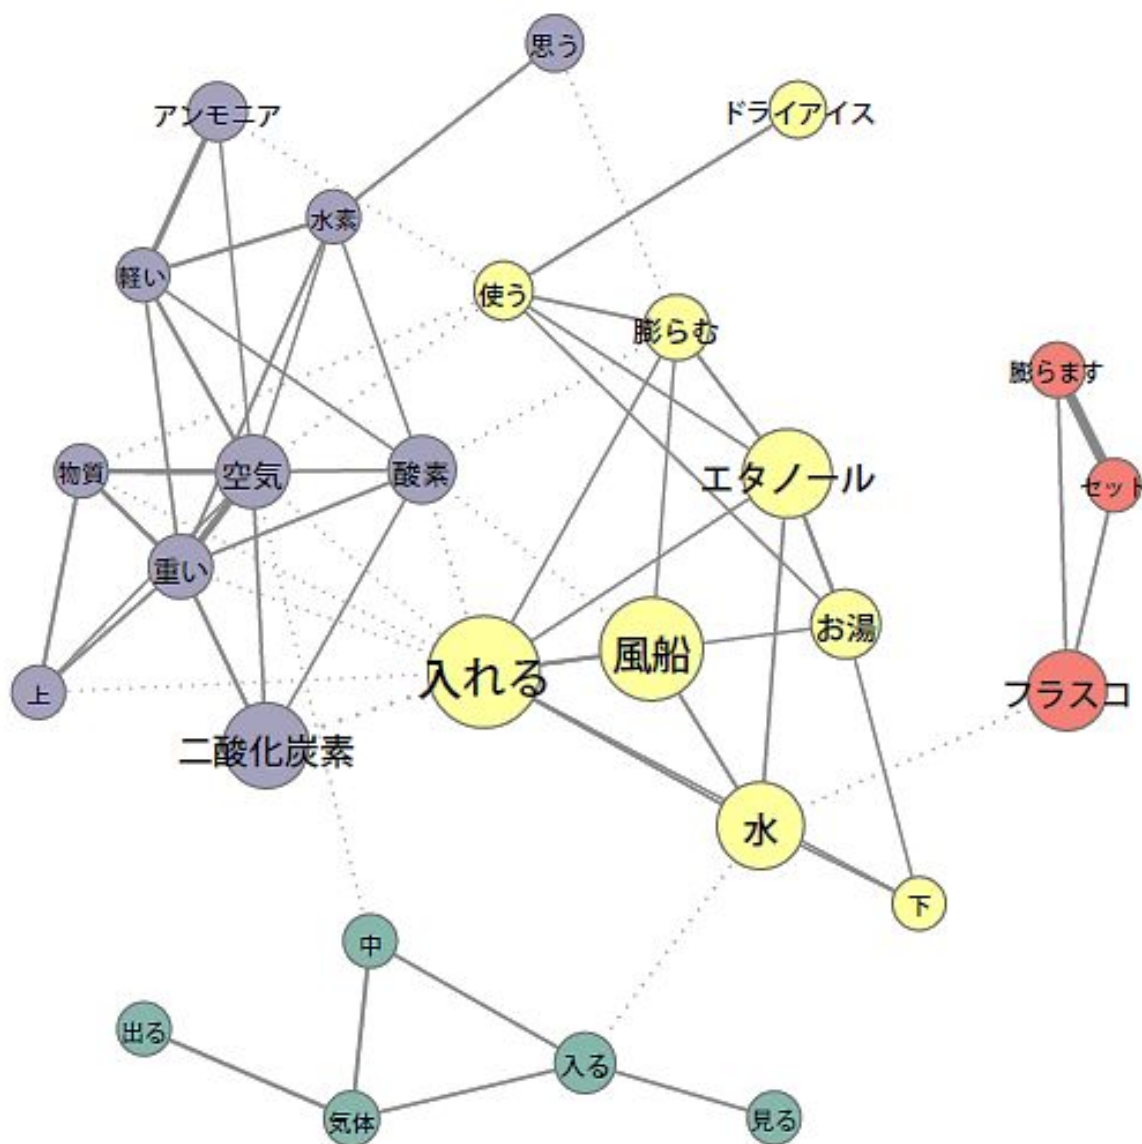 思う
アンモニア
ドライアイス
水素
軽い
使う
膨らむ
膨らます
物質
空気
酸素
エタノール
セット
重い
お湯
風船
入れる
上
フラスコ
二酸化炭素
水
下
中
出る
入る
気体
見る